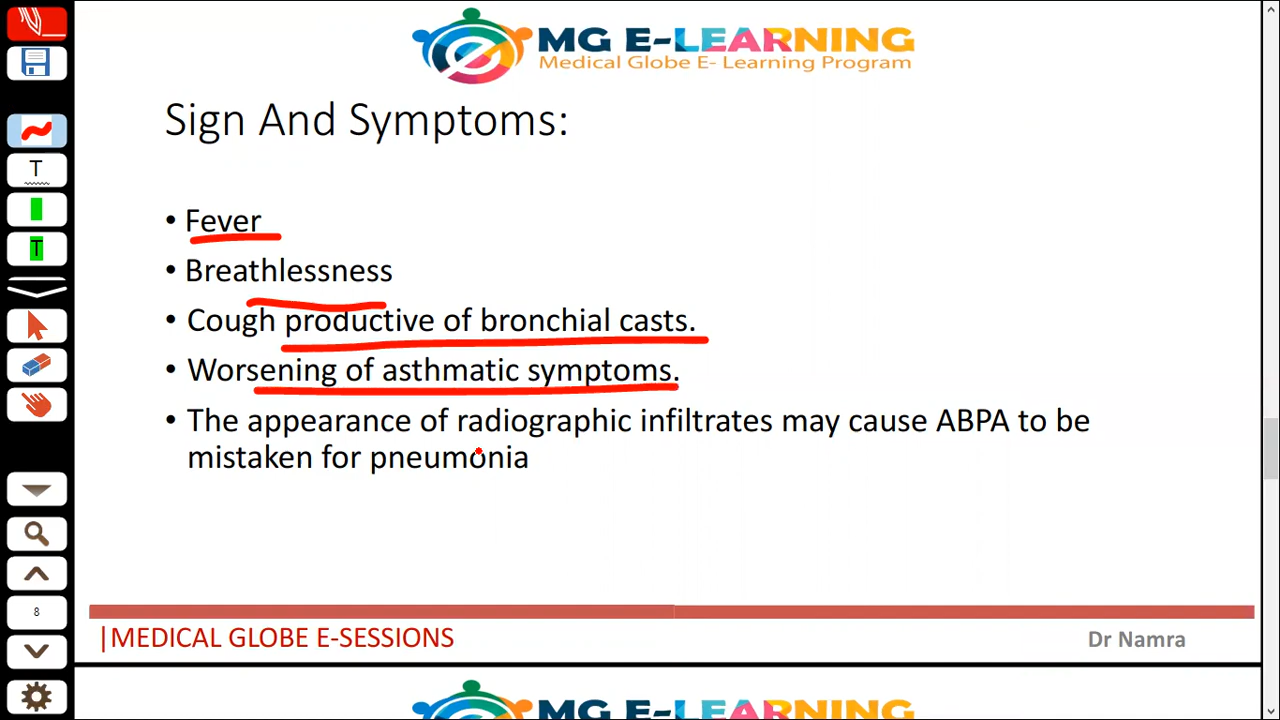 MG E-LEARNING
Medical Globe E- Learning Program
Sign And Symptoms:
• Fever
• Breathlessness
• Cough productive of bronchial casts.
• Worsening of asthmatic symptoms.
• The appearance of radiographic infiltrates may cause ABPA to be
mistaken for pneumonia
|MEDICAL GLOBE E-SESSIONS
Dr Namra
MG E-LEARNING
T
T
8